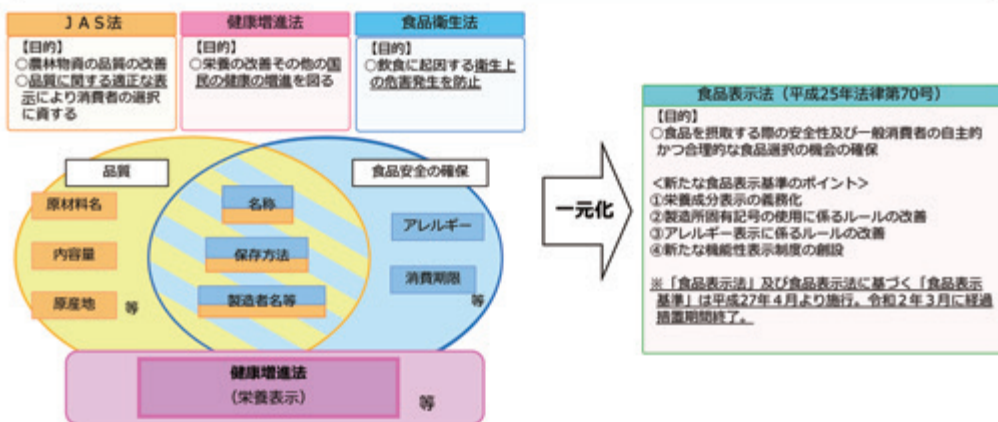 JAS法
【目的】
○農林物資の品質の改善
○品質に関する適正な表
示により消費者の選択
に資する
健康増進法
【目的】
○栄養の改善その他の国
民の健康の増進を図る
食品衛生法
【目的】
○飲食に起因する衛生上
の危害発生を防止
品質
食品安全の確保
原材料名
内容量
原産地
等
名称
保存方法
製造者名等
アレルギー
消費期限
等
健康増進法
(栄養表示)
等
一元化
食品表示法(平成25年法律第70号)
【目的】
○食品を摂取する際の安全性及び一般消費者の自主的
かつ合理的な食品選択の機会の確保
<新たな食品表示基準のポイント>
①栄養成分表示の義務化
②製造所固有記号の使用に係るルールの改善
③アレルギー表示に係るルールの改善
④新たな機能性表示制度の創設
※「食品表示法」及び食品表示法に基づく「食品表示
基準」は平成27年4月より施行。令和2年3月に経過
措置期間終了。